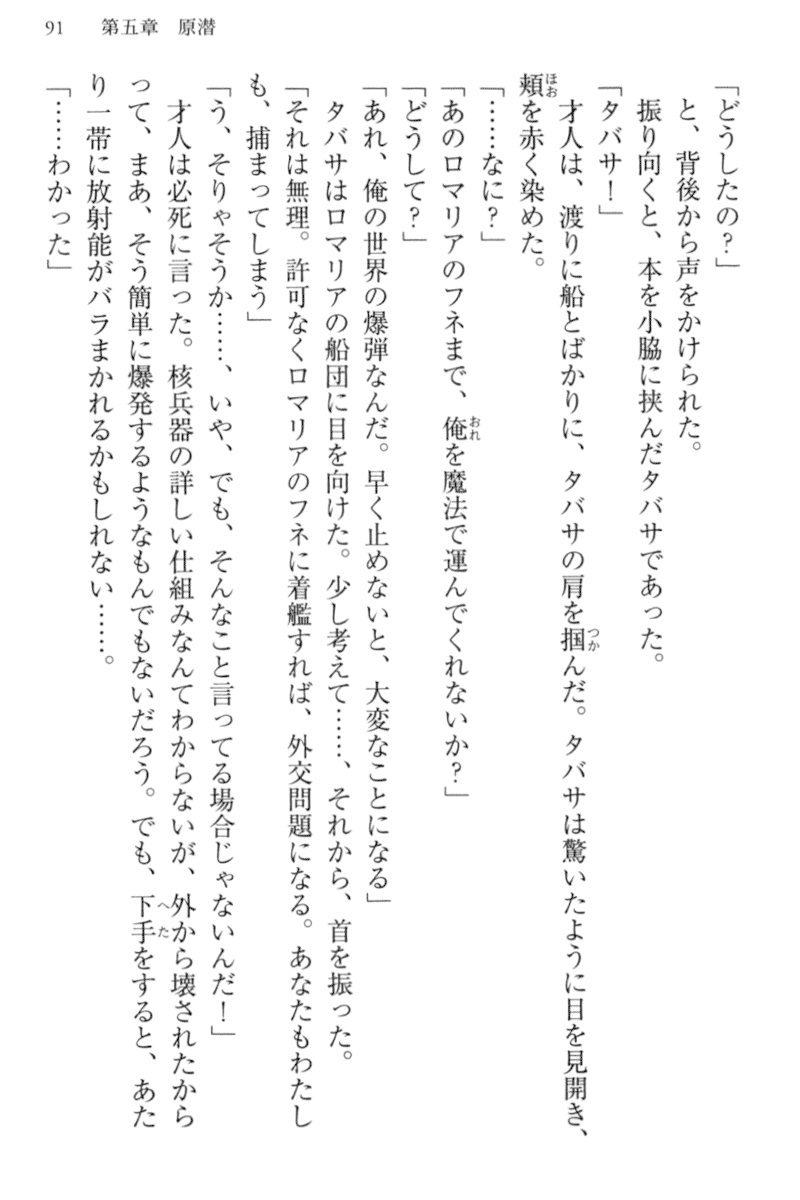 91　第五章　原潜
「どうしたの？」
と、背後から声をかけられた。
振り向くと、本を小脇に挟んだタバサであった。
「タバサ！」
才人は、渡りに船とばかりに、タバサの肩を掴んだ。タバサは驚いたように目を見開き、
頬を赤く染めた。
「……なに？」
「あのロマリアのフネまで、俺を魔法で運んでくれないか？」
「どうして？」
「あれ、俺の世界の爆弾なんだ。早く止めないと、大変なことになる」
タバサはロマリアの船団に目を向けた。少し考えて……、それから、首を振った。
「それは無理。許可なくロマリアのフネに着艦すれば、外交問題になる。あなたもわたし
も、捕まってしまう」
「う、そりゃそうか……、いや、でも、そんなこと言ってる場合じゃないんだ！」
才人は必死に言った。核兵器の詳しい仕組みなんてわからないが、外から壊されたから
って、まあ、そう簡単に爆発するようなもんでもないだろう。でも、下手をすると、あた
り一帯に放射能がバラまかれるかもしれない……。
「……わかった」